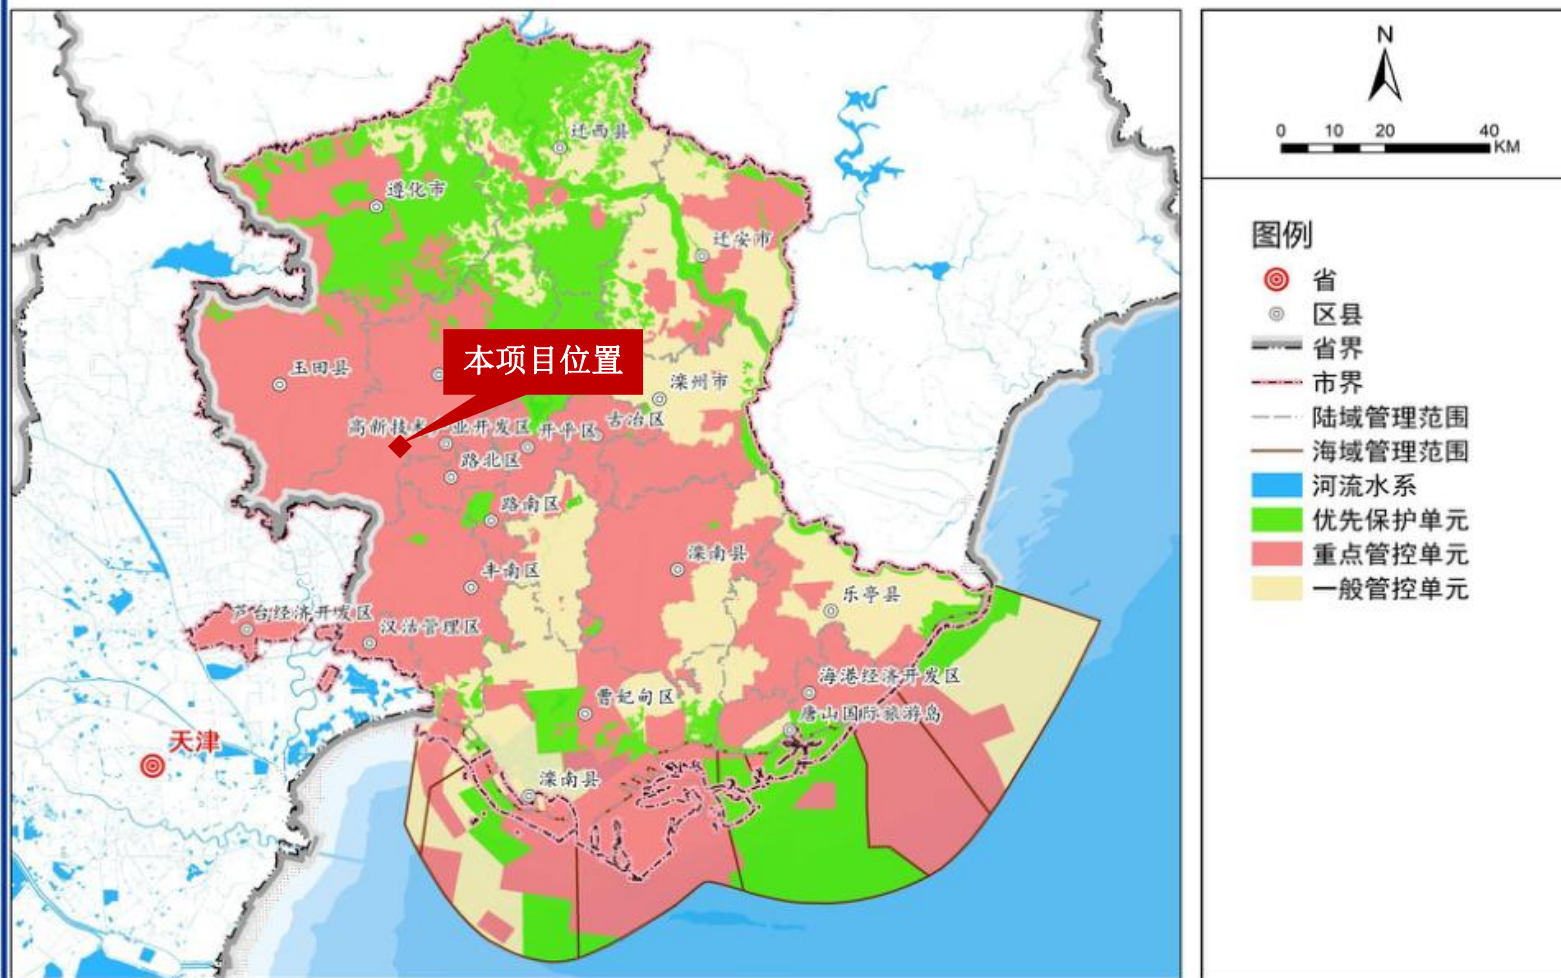 N
0 10 20 40
KM
图例
省
区县
省界
市界
陆域管理范围
海域管理范围
河流水系
优先保护单元
重点管控单元
一般管控单元
迁西县
遵化市
迁安市
本项目位置
玉田县
滦州市
高新技术 业开发区
开平区
古冶区
路北区
路南区
滦南县
丰南区
乐亭县
芦台经济开发区
汉沽管理区
海港经济开发区
曹妃甸区
唐山国际旅游岛
天津
滦南县